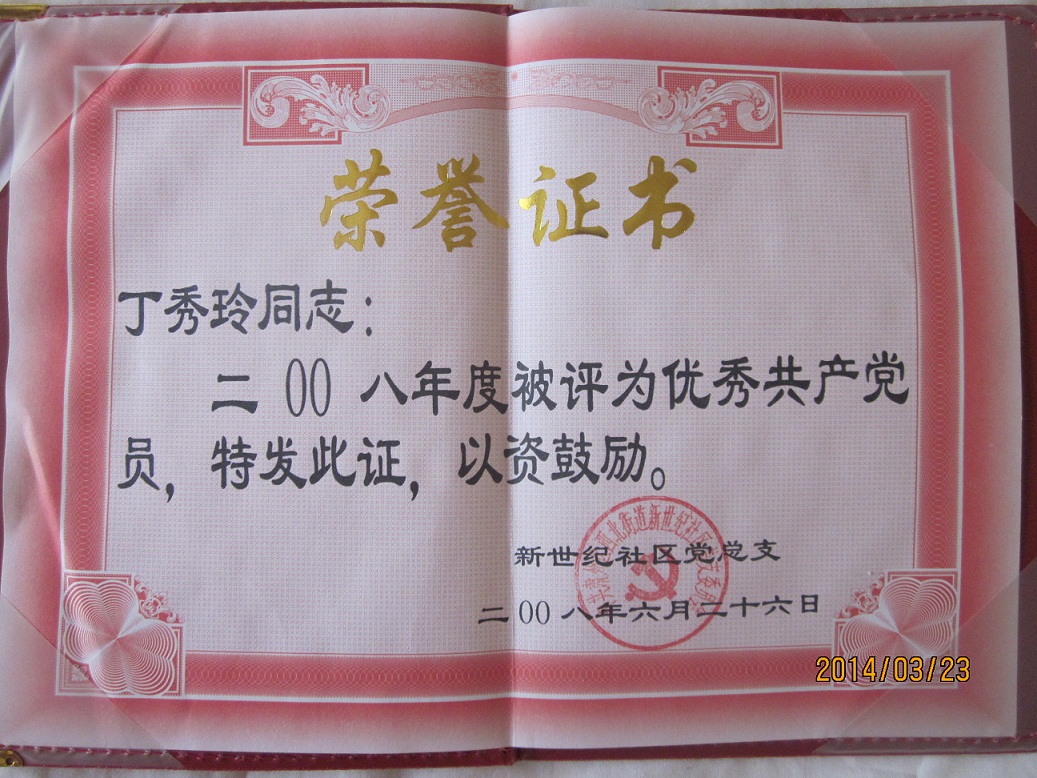 荣誉证书
丁秀玲同志：
二00八年度被评为优秀共产党
员，特发此证，以资鼓励。
新世纪社区党总支
二00八年六月二十六日
2014/03/23